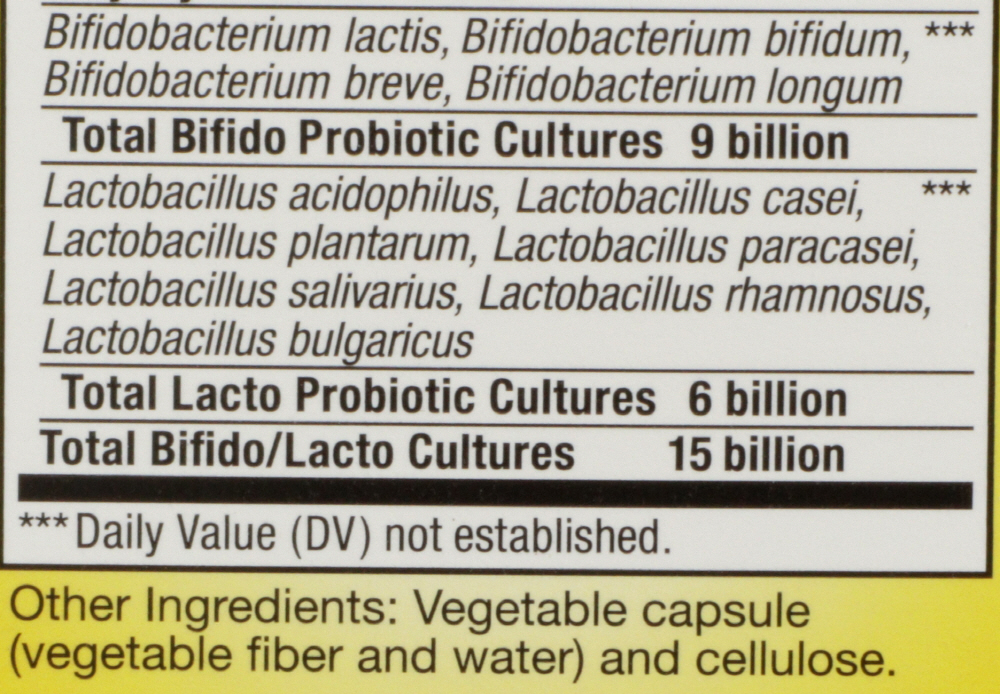 Bifidobacterium lactis, Bifidobacterium bifidum, ***
Bifidobacterium breve, Bifidobacterium longum
Total Bifido Probiotic Cultures 9 billion
Lactobacillus acidophilus, Lactobacillus casei, ***
Lactobacillus plantarum, Lactobacillus paracasei,
Lactobacillus salivarius, Lactobacillus rhamnosus,
Lactobacillus bulgaricus
Total Lacto Probiotic Cultures 6 billion
Total Bifido/Lacto Cultures 15 billion
***Daily Value (DV) not established.
Other Ingredients: Vegetable capsule
(vegetable fiber and water) and cellulose.